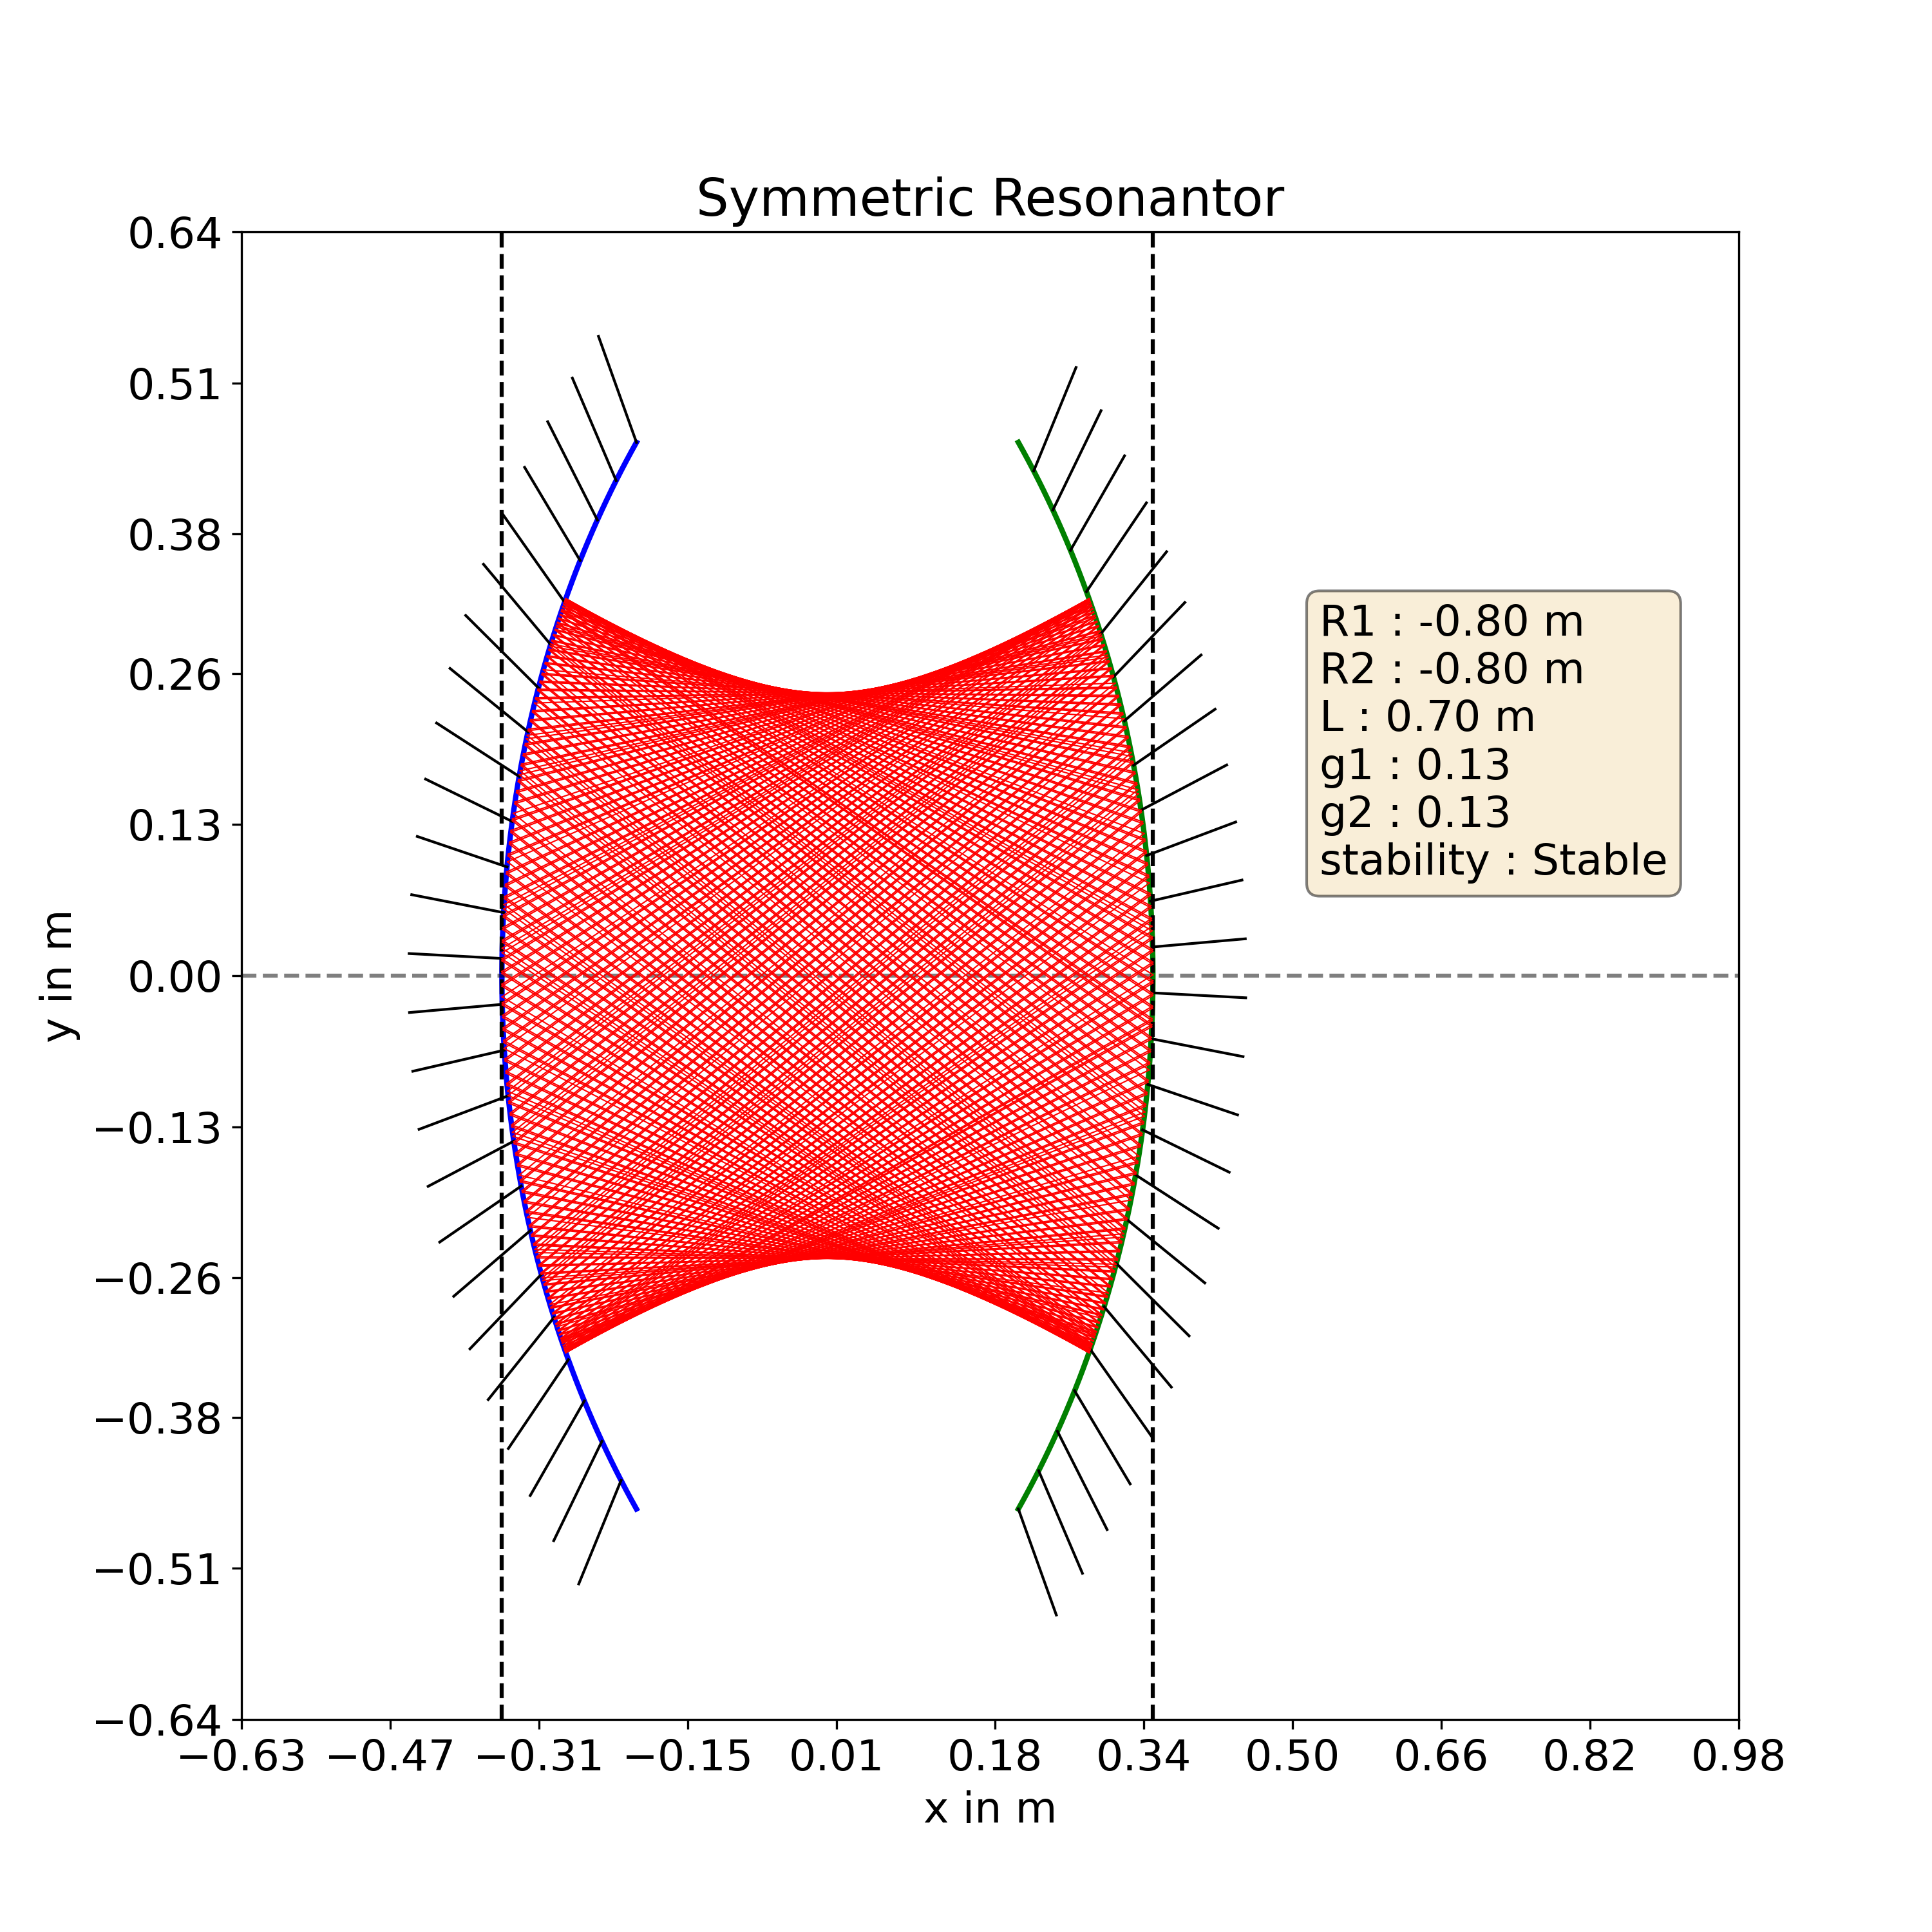 Symmetric Resonantor
0.64
0.51
0.38
0.26
0.13
0.00
−0.13
−0.26
−0.38
−0.51
−0.64
y in m
R1 : -0.80 m
R2 : -0.80 m
L : 0.70 m
g1 : 0.13
g2 : 0.13
stability : Stable
−0.63 −0.47 −0.31 −0.15 0.01 0.18 0.34 0.50 0.66 0.82 0.98
x in m